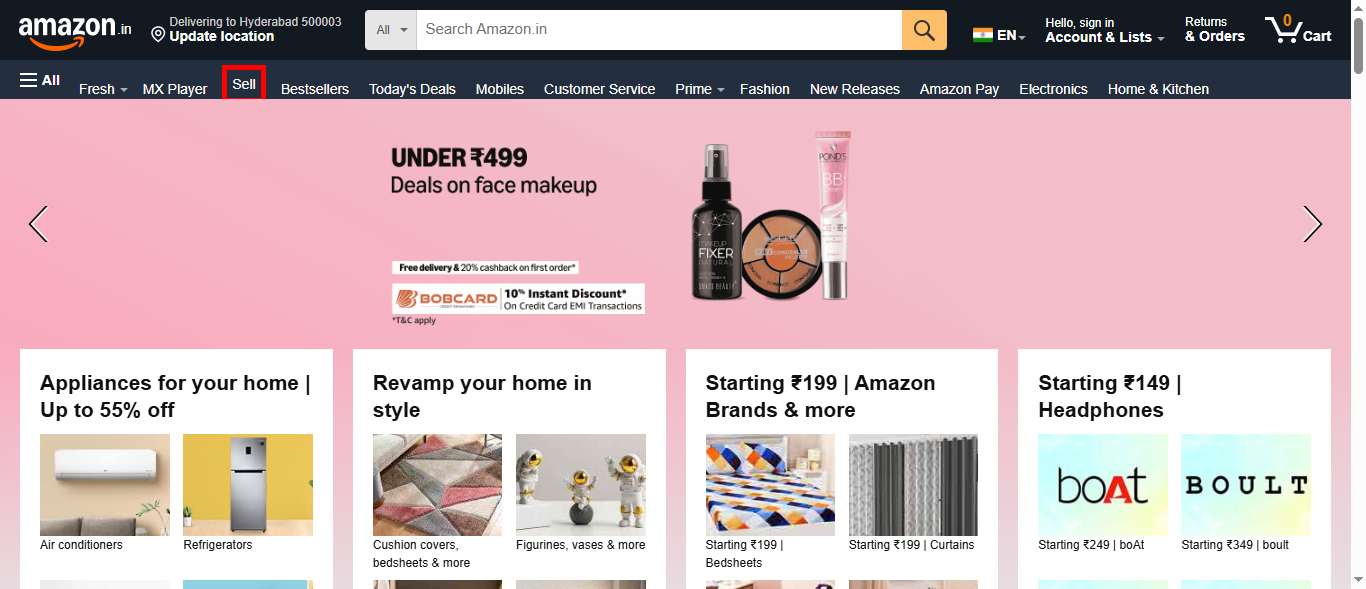 amazon.in
Delivering to Hyderabad 500003
Update location
All
Search Amazon.in
EN
Hello, sign in
Account & Lists
Returns
& Orders
0
Cart
All
Fresh
MX Player
Sell
Bestsellers
Today's Deals
Mobiles
Customer Service
Prime
Fashion
New Releases
Amazon Pay
Electronics
Home & Kitchen
UNDER ₹499
Deals on face makeup
Free delivery & 20% cashback on first order*
BOBCARD
10% Instant Discount*
On Credit Card EMI Transactions
*T&C apply
MAKEUP
FIXER
NATURAL
POND'S
BB+
Appliances for your home |
Up to 55% off
Air conditioners
Refrigerators
Revamp your home in
style
Cushion covers,
bedsheets & more
Figurines, vases & more
Starting ₹199 | Amazon
Brands & more
Starting ₹199 |
Bedsheets
Starting ₹199 | Curtains
Starting ₹149 |
Headphones
boAt
BOULT
Starting ₹249 | boAt
Starting ₹349 | boult